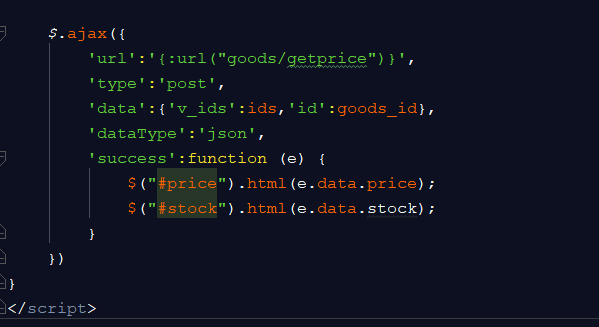 $.ajax({
'url':'{:url("goods/getprice")}',
'type':'post',
'data':{'v_ids':ids,'id':goods_id},
'dataType':'json',
'success':function (e) {
$("#price").html(e.data.price);
$("#stock").html(e.data.stock);
}
})
}
</script>